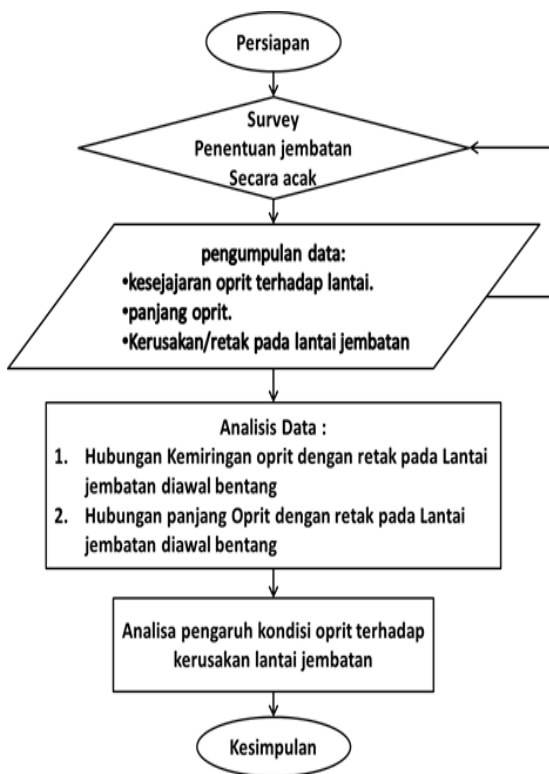 Persiapan
Survey
Penentuan jembatan
Secara acak
pengumpulan data:
•kesejajaran oprit terhadap lantai.
•panjang oprit.
•Kerusakan/retak pada lantai jembatan
Analisis Data :
1. Hubungan Kemiringan oprit dengan retak pada Lantai
jembatan diawal bentang
2. Hubungan panjang Oprit dengan retak pada Lantai
jembatan diawal bentang
Analisa pengaruh kondisi oprit terhadap
kerusakan lantai jembatan
Kesimpulan